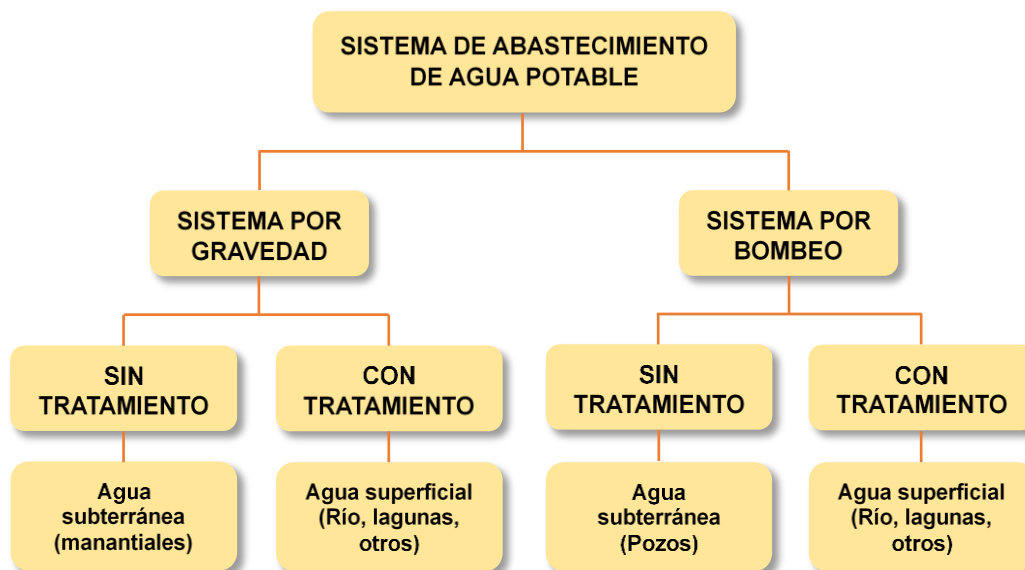 SISTEMA DE ABASTECIMIENTO
DE AGUA POTABLE
SISTEMA POR
GRAVEDAD
SISTEMA POR
BOMBEO
SIN
TRATAMIENTO
CON
TRATAMIENTO
SIN
TRATAMIENTO
CON
TRATAMIENTO
Agua
subterránea
(manantiales)
Agua superficial
(Río, lagunas,
otros)
Agua
subterránea
(Pozos)
Agua superficial
(Río, lagunas,
otros)